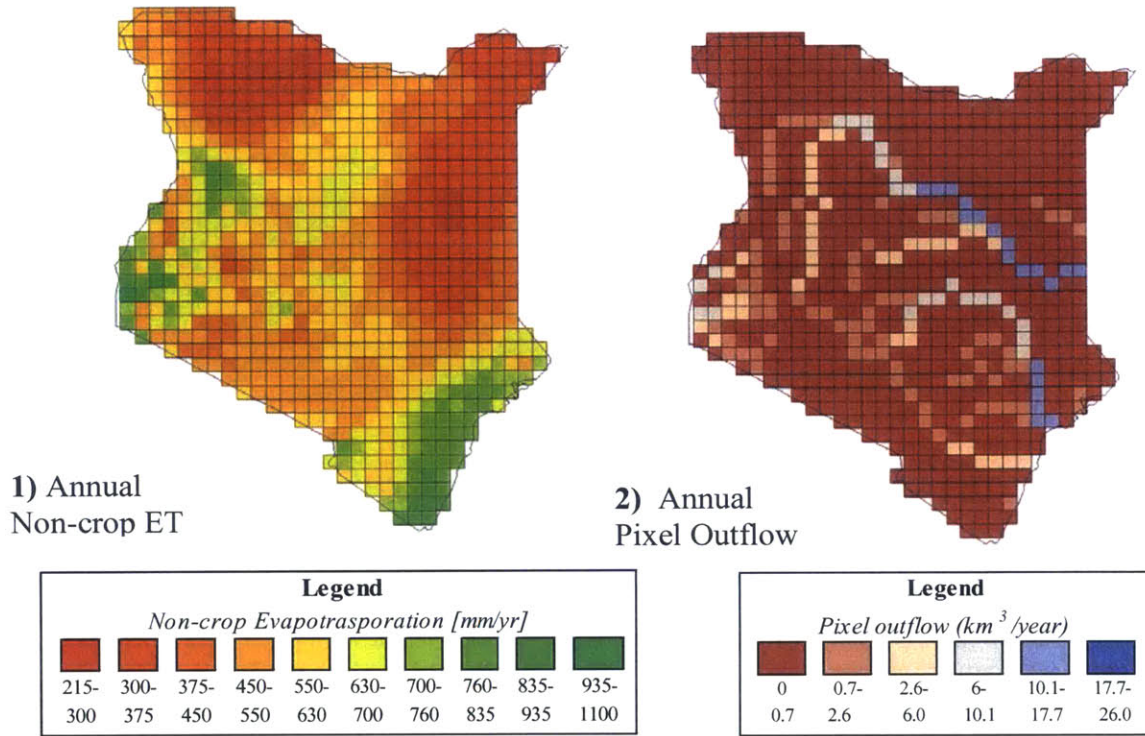 1) Annual
Non-crop ET
2) Annual
Pixel Outflow
Legend
Non-crop Evapotrasporation [mm/yr]
215- 300- 375- 450- 550- 630- 700- 760- 835- 935-
300 375 450 550 630 700 760 835 935 1100
Legend
Pixel outflow (km³/year)
0 0.7- 2.6- 6- 10.1- 17.7-
0.7 2.6 6.0 10.1 17.7 26.0